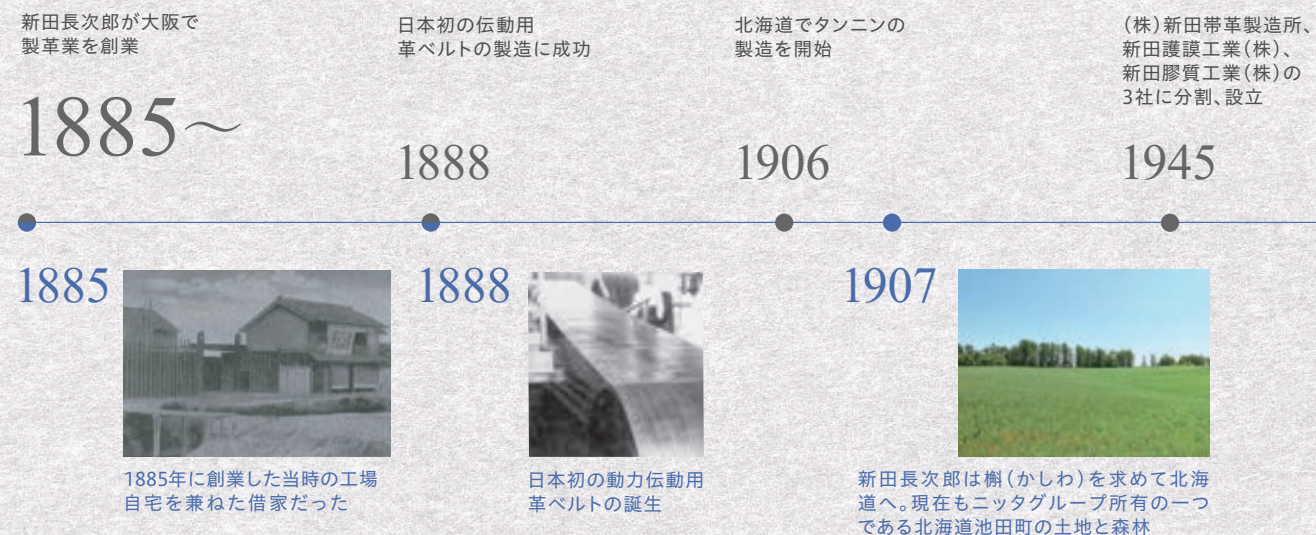 新田長次郎が大阪で
製革業を創業
1885〜
日本初の伝動用
革ベルトの製造に成功
1888
北海道でタンニンの
製造を開始
1906
(株)新田帯革製造所、
新田護謨工業(株)、
新田膠質工業(株)の
3社に分割、設立
1945
1885
1885年に創業した当時の工場
自宅を兼ねた借家だった
1888
日本初の動力伝動用
革ベルトの誕生
1907
新田長次郎は槲(かしわ)を求めて北海
道へ。現在もニッタグループ所有の一つ
である北海道池田町の土地と森林